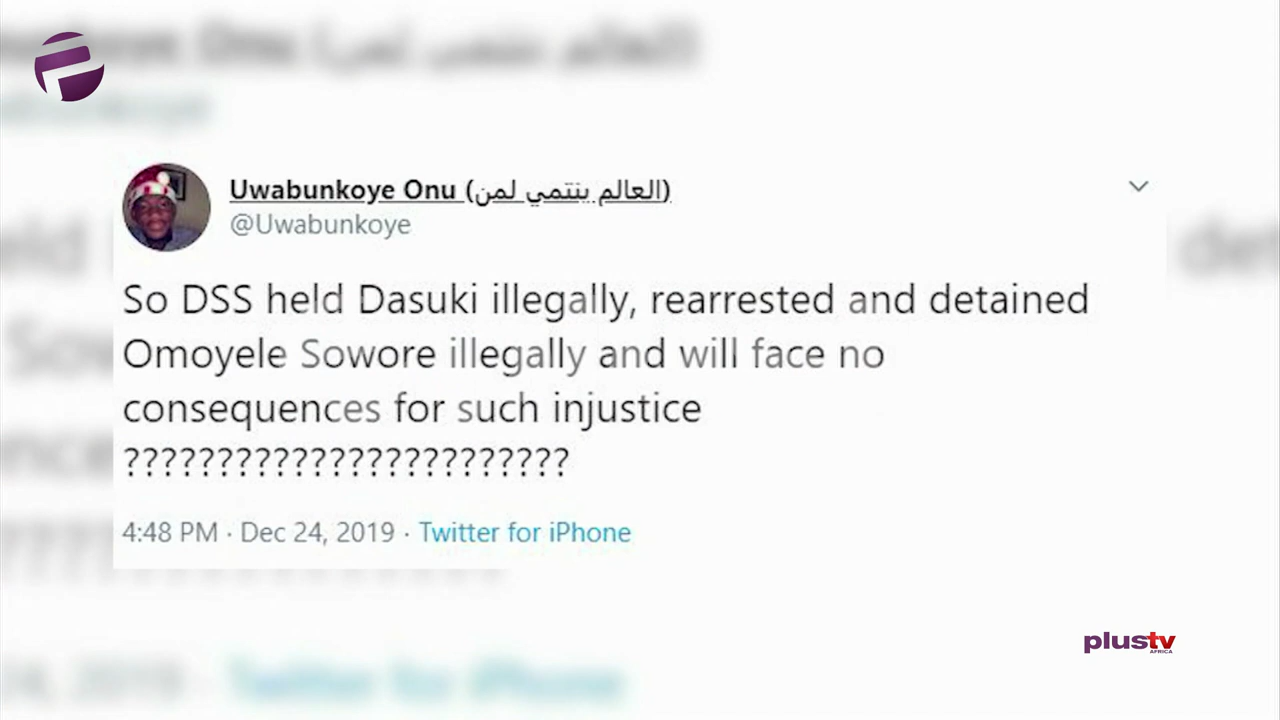 Uwabunkoye Onu (العالم ينتمي لمن)
@Uwabunkoye
So DSS held Dasuki illegally, rearrested and detained
Omoyele Sowore illegally and will face no
consequences for such injustice
????????????????????????
4:48 PM · Dec 24, 2019 · Twitter for iPhone
plustv
AFRICA